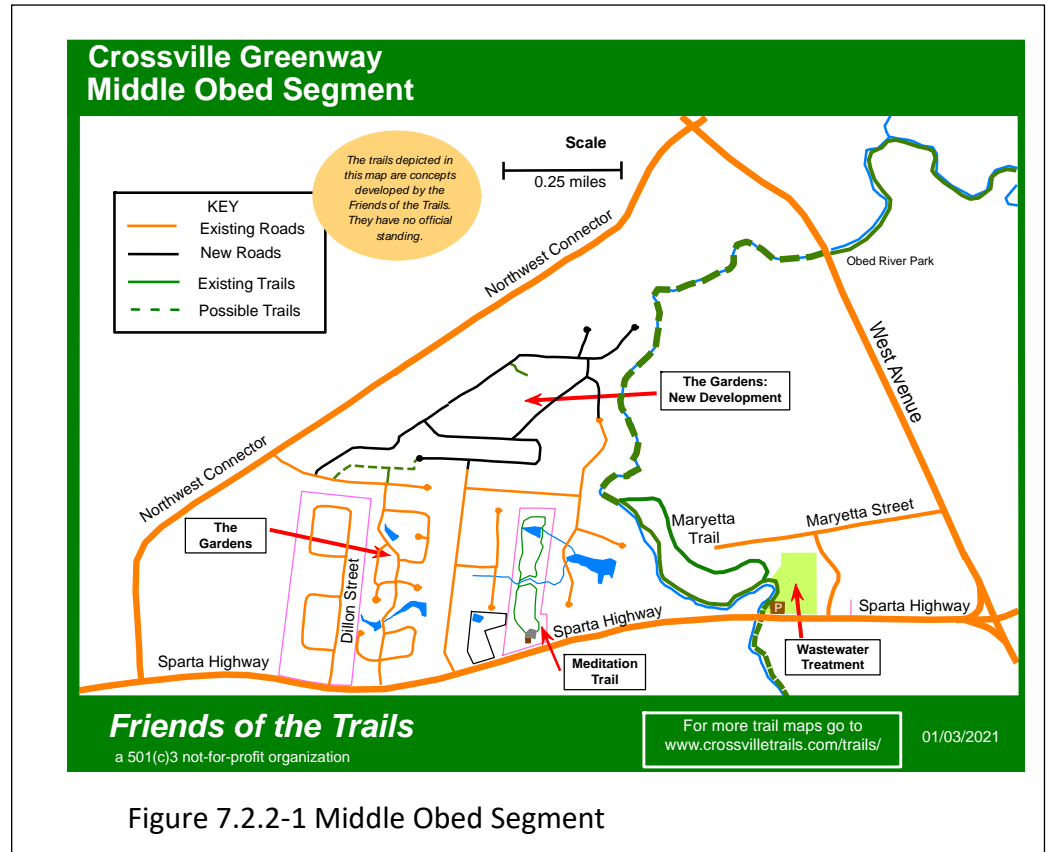 Crossville Greenway
Middle Obed Segment
The trails depicted in
this map are concepts
developed by the
Friends of the Trails.
They have no official
standing.
Scale
0.25 miles
KEY
Existing Roads
New Roads
Existing Trails
Possible Trails
Northwest Connector
Obed River Park
West Avenue
The Gardens:
New Development
Northwest Connector
The
Gardens
Dillon Street
Maryetta
Trail
Maryetta Street
P
Sparta Highway
Sparta Highway
Sparta Highway
Meditation
Trail
Wastewater
Treatment
Friends of the Trails
a 501(c)3 not-for-profit organization
For more trail maps go to
www.crossvilletrails.com/trails/
01/03/2021
Figure 7.2.2-1 Middle Obed Segment